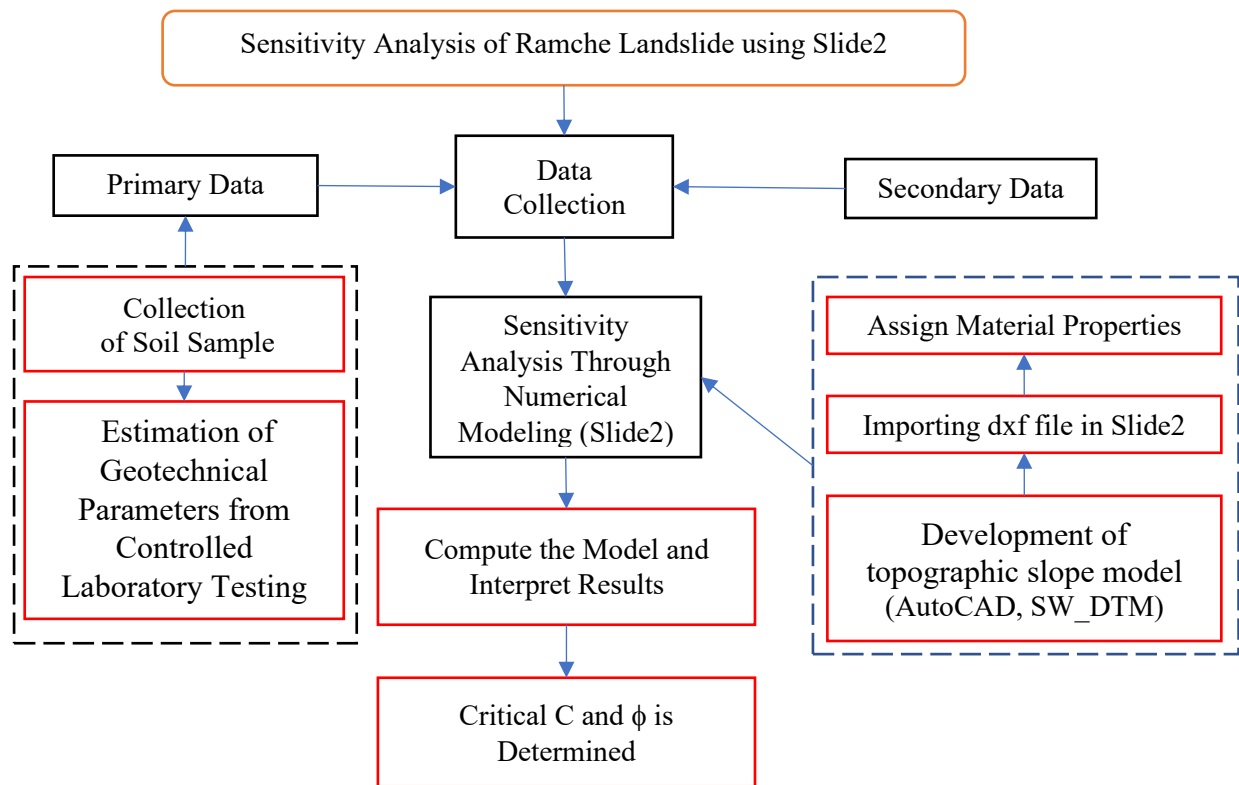 Sensitivity Analysis of Ramche Landslide using Slide2
Primary Data
Data
Collection
Secondary Data
Collection
of Soil Sample
Estimation of
Geotechnical
Parameters from
Controlled
Laboratory Testing
Sensitivity
Analysis Through
Numerical
Modeling (Slide2)
Compute the Model and
Interpret Results
Critical C and ϕ is
Determined
Assign Material Properties
Importing dxf file in Slide2
Development of
topographic slope model
(AutoCAD, SW_DTM)